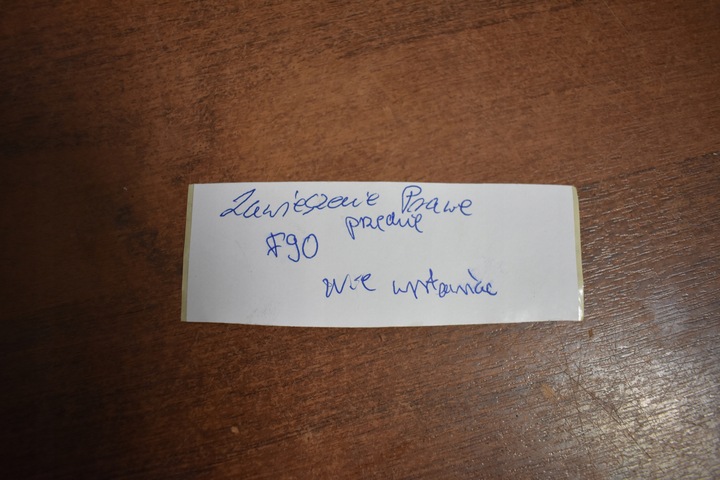 Zawieszenie Prawe
przednie
F90
Nie wystawiać